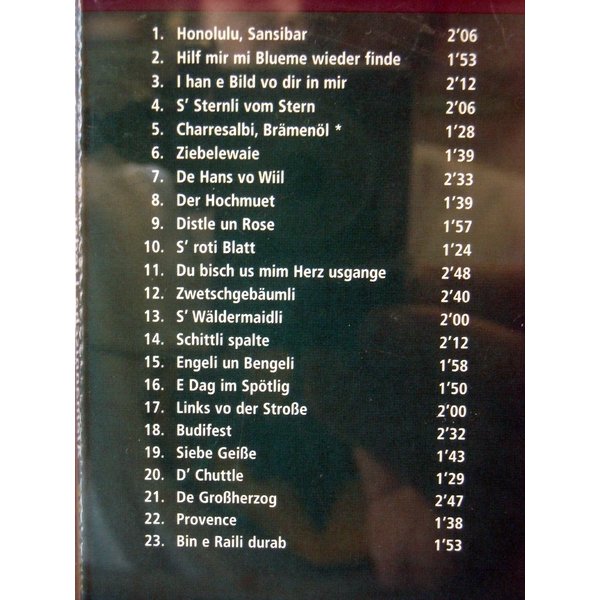 1. Honolulu, Sansibar 2’06
2. Hilf mir mi Blueme wieder finde 1’53
3. I han e Bild vo dir in mir 2’12
4. S’ Sternli vom Stern 2’06
5. Charresalbi, Brämenöl * 1’28
6. Ziebelewaie 1’39
7. De Hans vo Wiil 2’33
8. Der Hochmuet 1’39
9. Distle un Rose 1’57
10. S’ roti Blatt 1’24
11. Du bisch us mim Herz usgange 2’48
12. Zwetschgebäumli 2’40
13. S’ Wäldermaidli 2’00
14. Schittli spalte 2’12
15. Engeli un Bengeli 1’58
16. E Dag im Spötlig 1’50
17. Links vo der Stroße 2’00
18. Budifest 2’32
19. Siebe Geiße 1’43
20. D’ Chuttle 1’29
21. De Großherzog 2’47
22. Provence 1’38
23. Bin e Raili durab 1’53